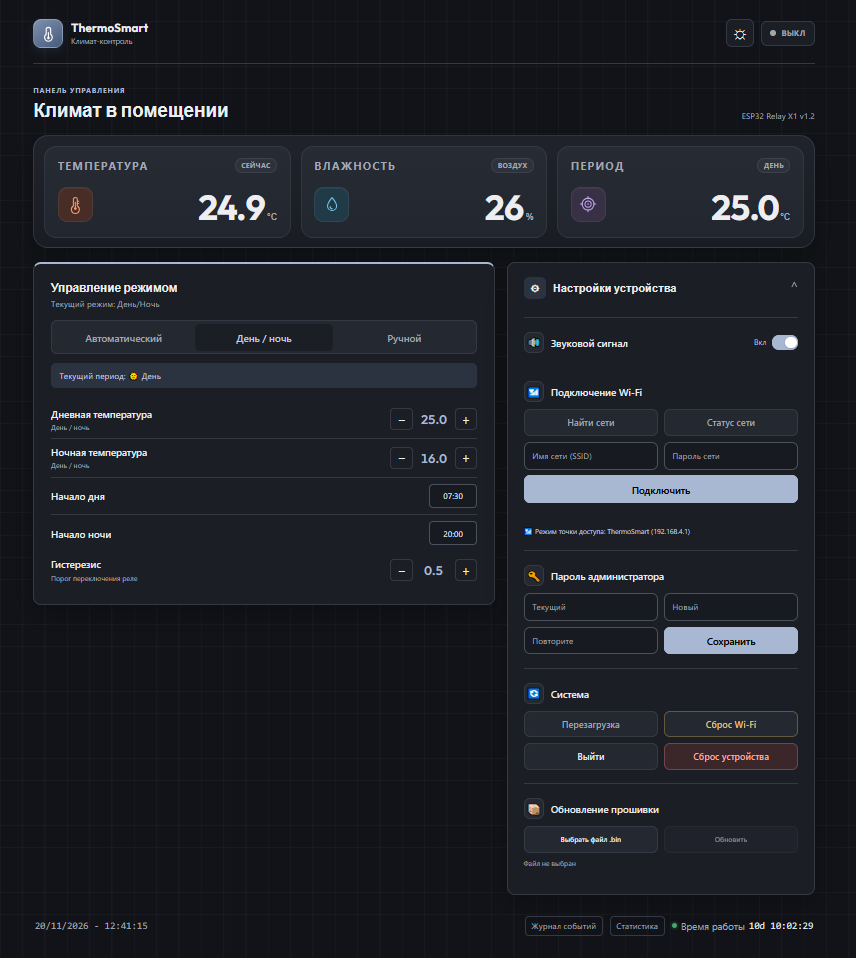 ThermoSmart
Климат-контроль
ВЫКЛ
ПАНЕЛЬ УПРАВЛЕНИЯ
Климат в помещении
ESP32 Relay X1 v1.2
ТЕМПЕРАТУРА
СЕЙЧАС
24.9 °C
ВЛАЖНОСТЬ
ВОЗДУХ
26 %
ПЕРИОД
ДЕНЬ
25.0 °C
Управление режимом
Текущий режим: День/Ночь
Автоматический
День / ночь
Ручной
Текущий период: 🌞 День
Дневная температура
День / ночь
− 25.0 +
Ночная температура
День / ночь
− 16.0 +
Начало дня
07:30
Начало ночи
20:00
Гистерезис
Порог переключения реле
− 0.5 +
Настройки устройства
Звуковой сигнал
Вкл
Подключение Wi-Fi
Найти сети
Статус сети
Имя сети (SSID)
Пароль сети
Подключить
Режим точки доступа: ThermoSmart (192.168.4.1)
Пароль администратора
Текущий
Новый
Повторите
Сохранить
Система
Перезагрузка
Сброс Wi-Fi
Выйти
Сброс устройства
Обновление прошивки
Выбрать файл .bin
Обновить
Файл не выбран
20/11/2026 - 12:41:15
Журнал событий
Статистика
Время работы 10d 10:02:29